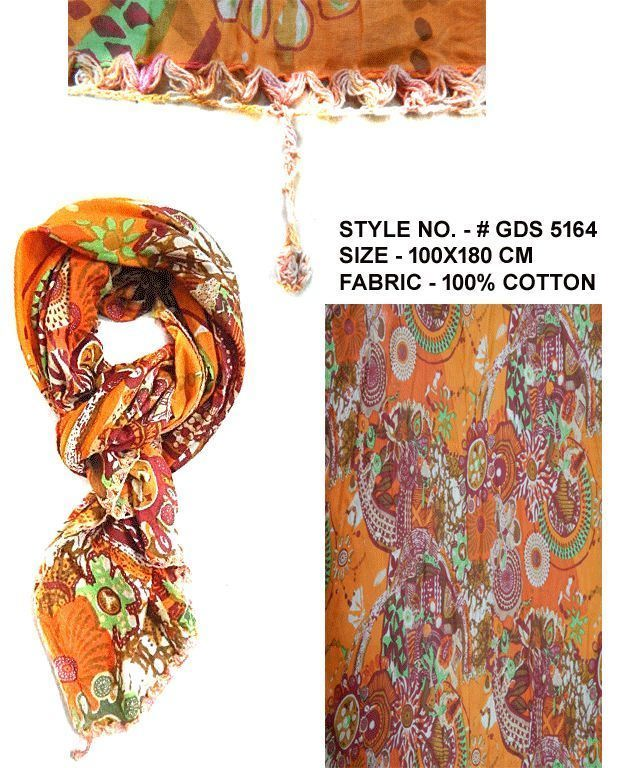 STYLE NO. - # GDS 5164
SIZE - 100X180 CM
FABRIC - 100% COTTON